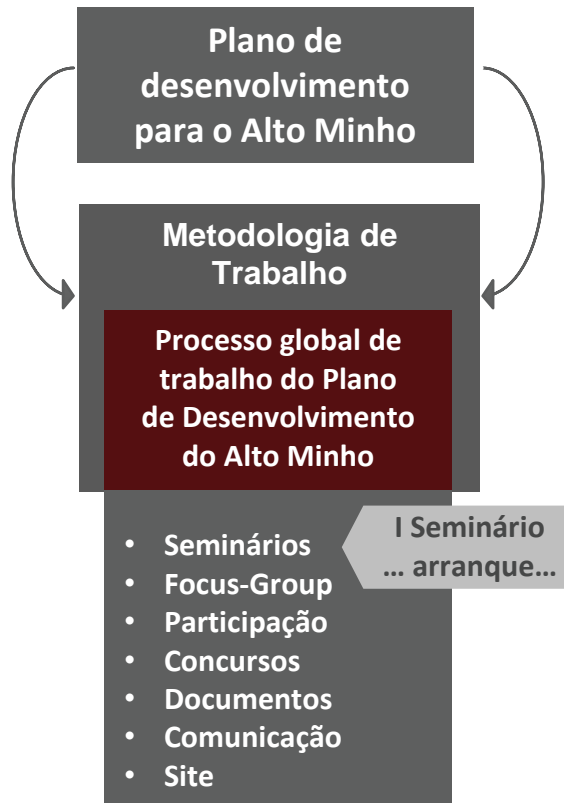 Plano de
desenvolvimento
para o Alto Minho
Metodologia de
Trabalho
Processo global de
trabalho do Plano
de Desenvolvimento
do Alto Minho
• Seminários
• Focus-Group
• Participação
• Concursos
• Documentos
• Comunicação
• Site
I Seminário
... arranque...